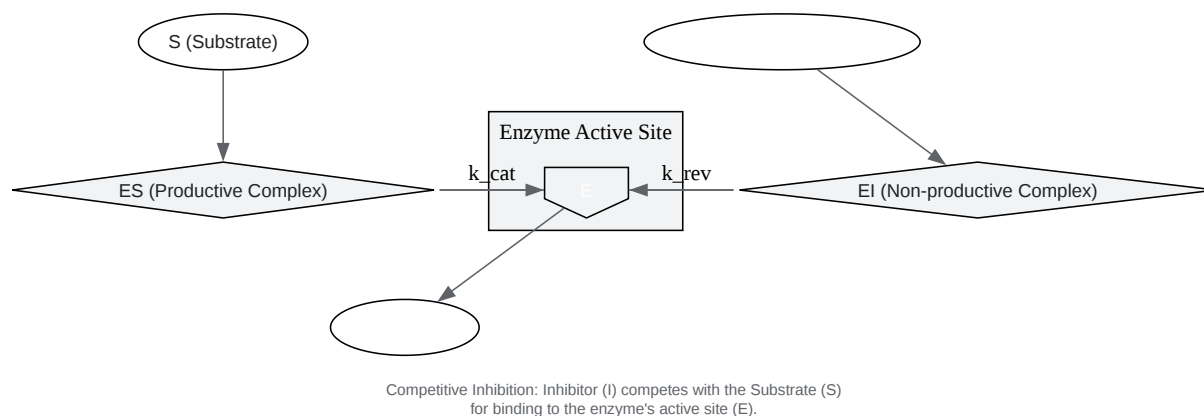 S (Substrate)
Enzyme Active Site
k_cat
k_rev
ES (Productive Complex)
E
EI (Non-productive Complex)
Competitive Inhibition: Inhibitor (I) competes with the Substrate (S)
for binding to the enzyme's active site (E).